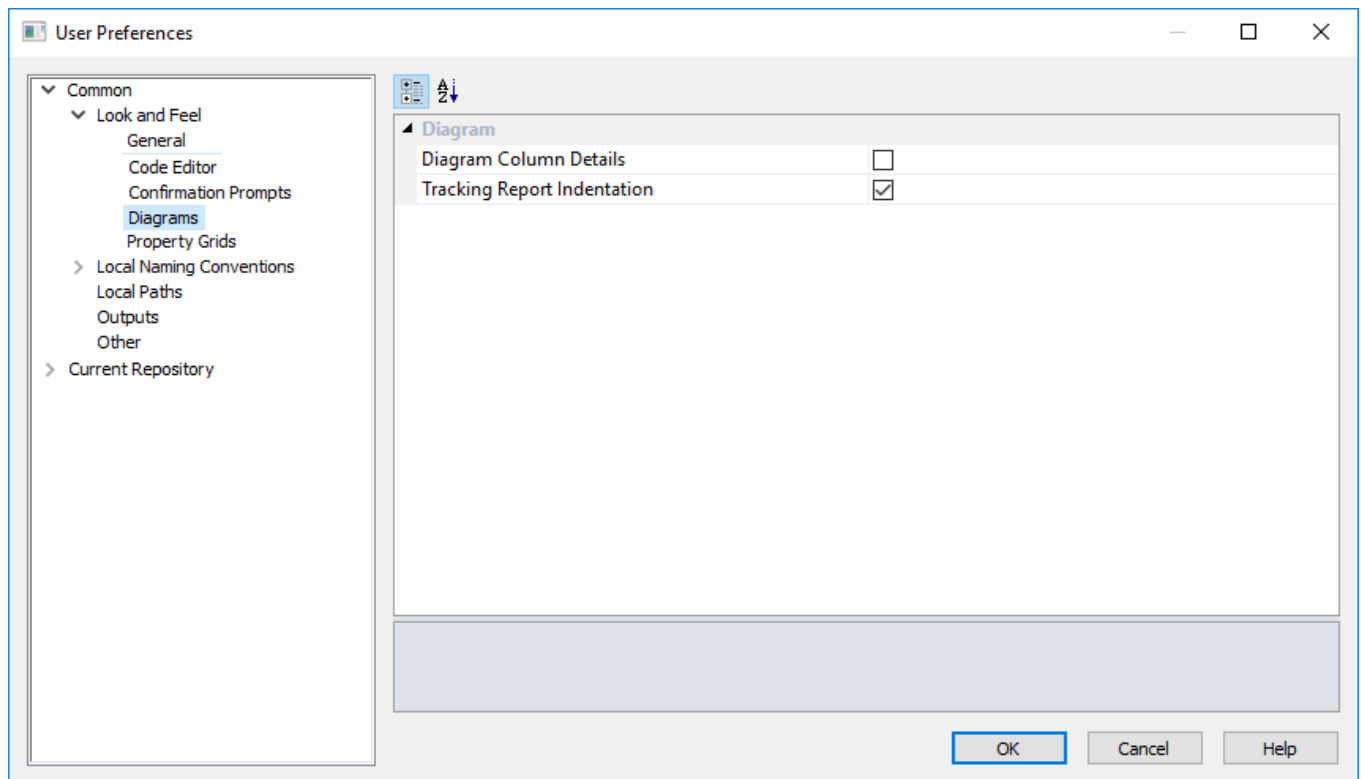 User Preferences
Common
Look and Feel
General
Code Editor
Confirmation Prompts
Diagrams
Property Grids
Local Naming Conventions
Local Paths
Outputs
Other
Current Repository
A
Z
Diagram
Diagram Column Details
Tracking Report Indentation
OK
Cancel
Help